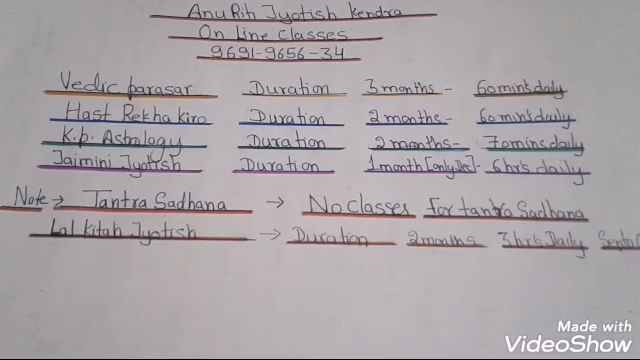 Anu Riti Jyotish Kendra
On Line Classes
9691-9656-34
Vedic parasar Duration 3 months - 60 mins daily
Hast Rekha kiro Duration 2 months - 60 mins daily
K.p. Astrology Duration 2 months - 70 mins daily
Jaimini Jyotish Duration 1 month [only Dec] - 6 hrs daily
Note → Tantra Sadhana → No classes for tantra Sadhana
Lal kitab Jyotish → Duration 2 months 3 hrs Daily
Made with
VideoShow